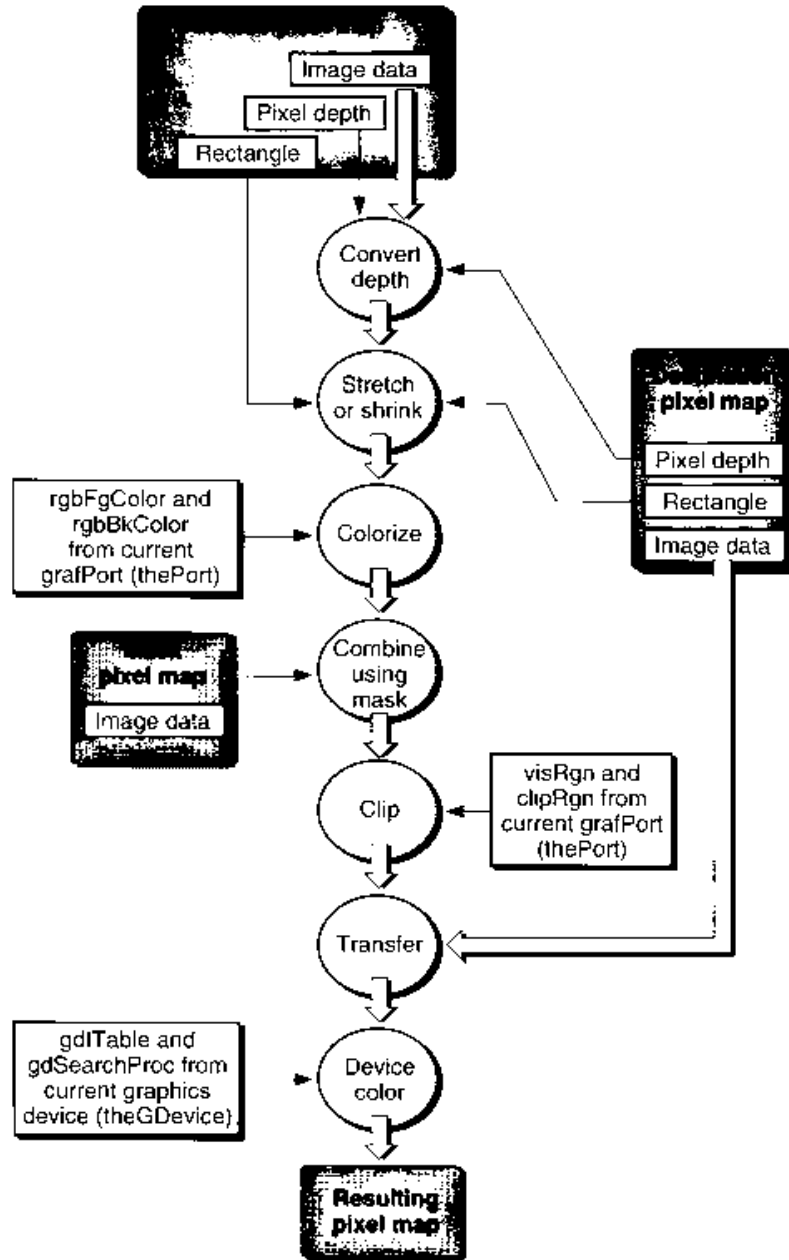 Image data
Pixel depth
Rectangle
Convert
depth
Stretch
or shrink
pixel map
Pixel depth
Rectangle
Image data
rgbFgColor and
rgbBkColor
from current
grafPort (thePort)
Colorize
pixel map
Image data
Combine
using
mask
Clip
visRgn and
clipRgn from
current grafPort
(thePort)
Transfer
gdITable and
gdSearchProc from
current graphics
device (theGDevice)
Device
color
Resulting
pixel map